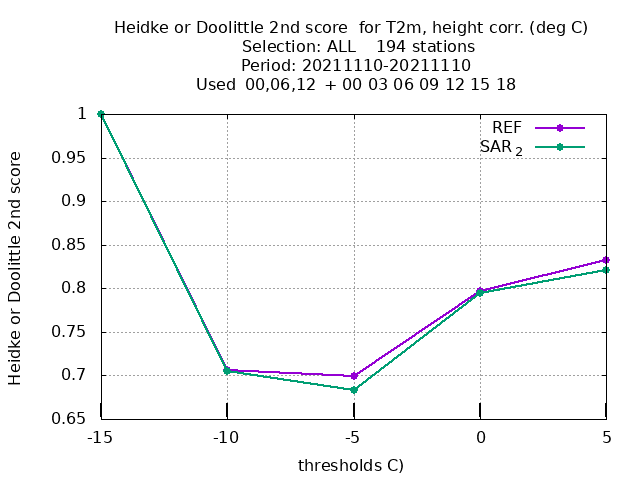 Heidke or Doolittle 2nd score  for T2m, height corr. (deg C)
Selection: ALL    194 stations
Period: 20211110-20211110
Used  00,06,12  + 00 03 06 09 12 15 18
REF
SAR 2
1
0.95
0.9
0.85
0.8
0.75
0.7
0.65
Heidke or Doolittle 2nd score
-15 -10 -5 0 5
thresholds C)